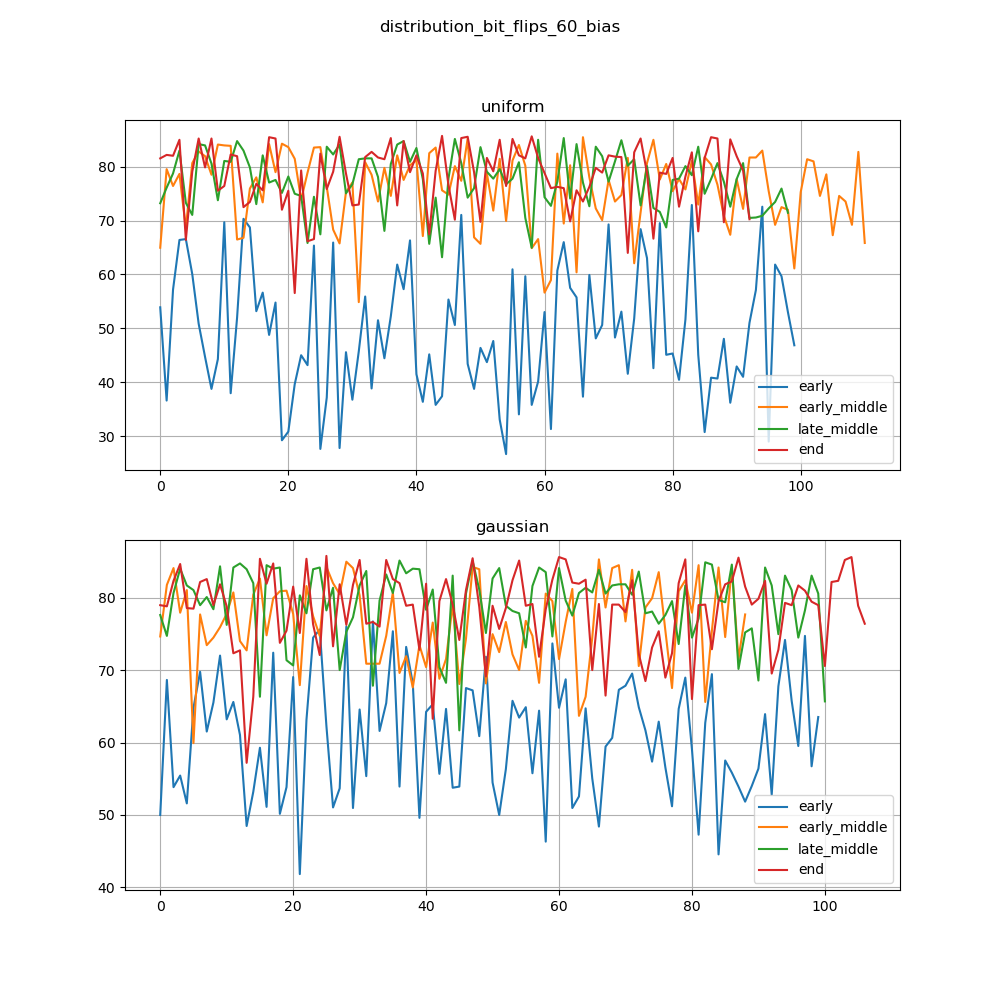 distribution_bit_flips_60_bias
uniform
80
70
60
50
40
30
0 20 40 60 80 100
early
early_middle
late_middle
end
gaussian
80
70
60
50
40
0 20 40 60 80 100
early
early_middle
late_middle
end